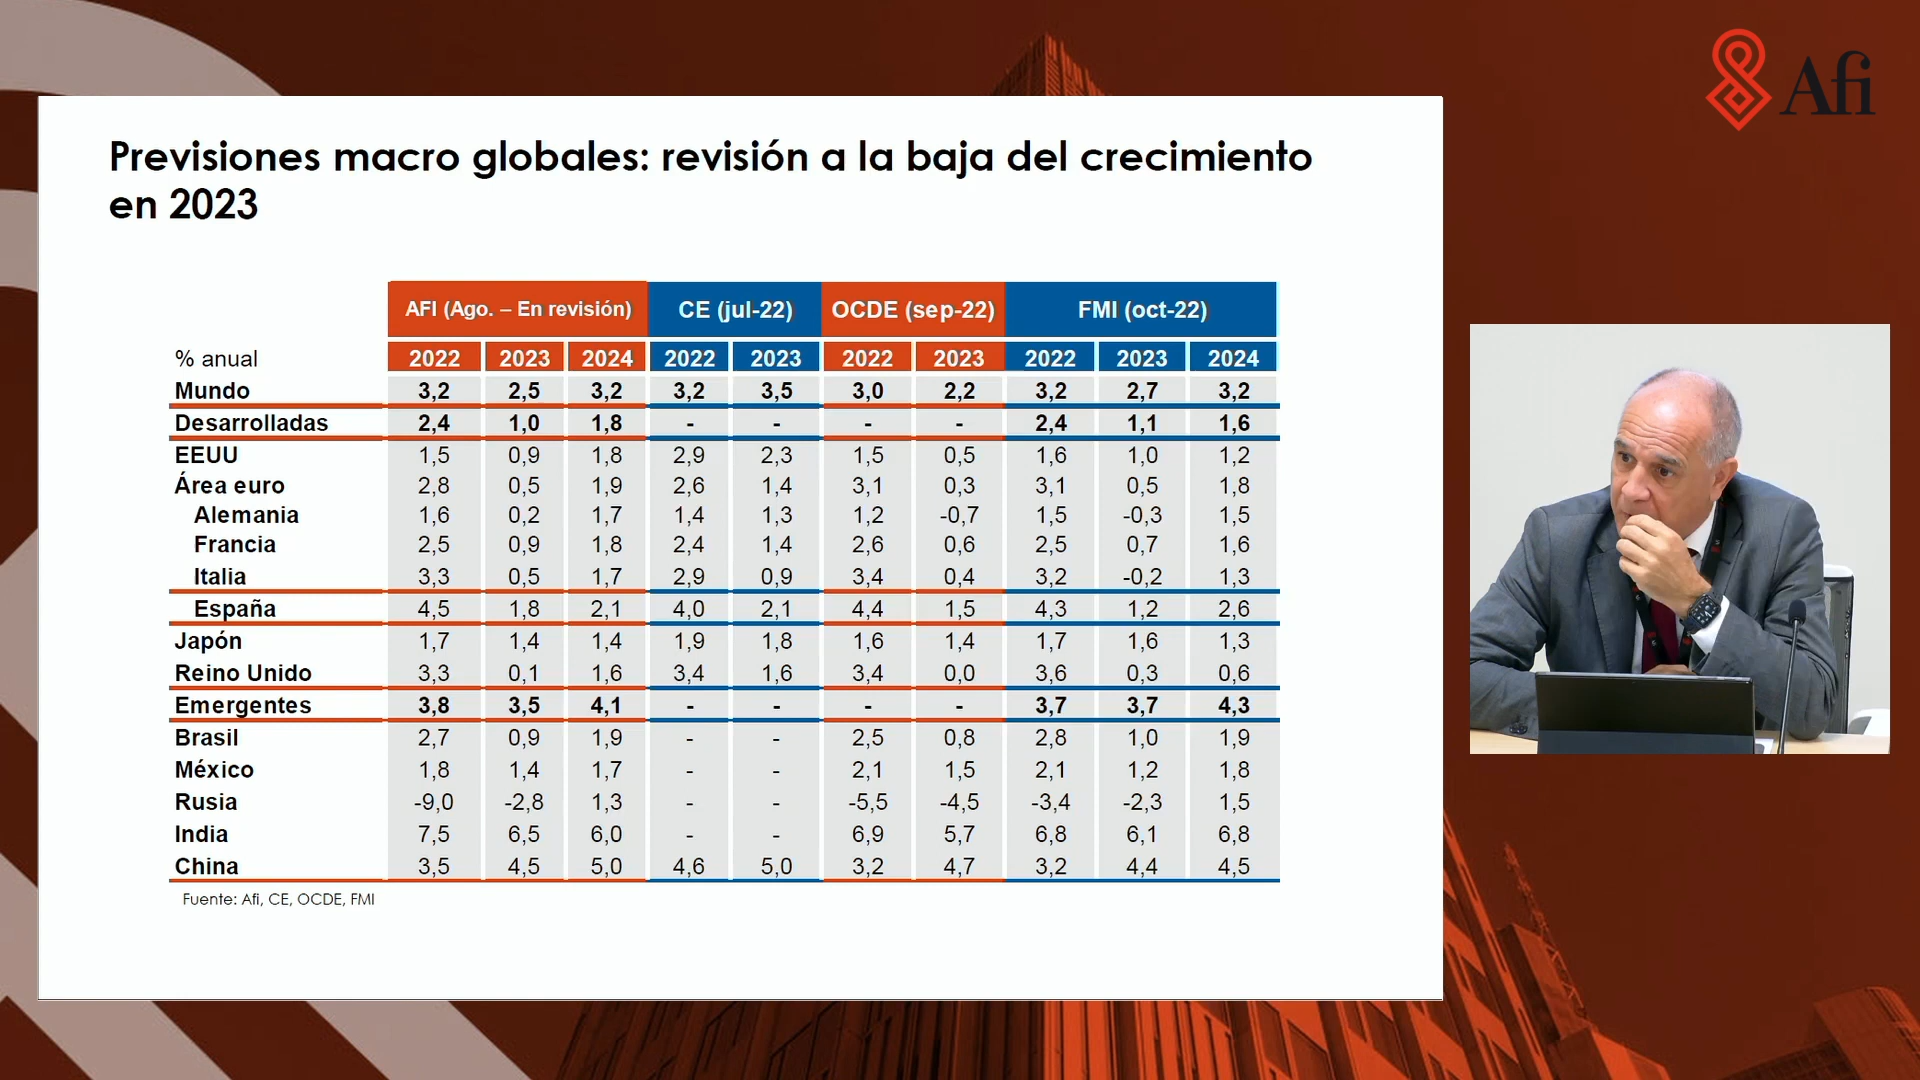 Afi
Previsiones macro globales: revisión a la baja del crecimiento
en 2023
AFI (Ago. – En revisión) CE (jul-22) OCDE (sep-22) FMI (oct-22)
% anual 2022 2023 2024 2022 2023 2022 2023 2022 2023 2024
Mundo 3,2 2,5 3,2 3,2 3,5 3,0 2,2 3,2 2,7 3,2
Desarrolladas 2,4 1,0 1,8 - - - - 2,4 1,1 1,6
EEUU 1,5 0,9 1,8 2,9 2,3 1,5 0,5 1,6 1,0 1,2
Área euro 2,8 0,5 1,9 2,6 1,4 3,1 0,3 3,1 0,5 1,8
Alemania 1,6 0,2 1,7 1,4 1,3 1,2 -0,7 1,5 -0,3 1,5
Francia 2,5 0,9 1,8 2,4 1,4 2,6 0,6 2,5 0,7 1,6
Italia 3,3 0,5 1,7 2,9 0,9 3,4 0,4 3,2 -0,2 1,3
España 4,5 1,8 2,1 4,0 2,1 4,4 1,5 4,3 1,2 2,6
Japón 1,7 1,4 1,4 1,9 1,8 1,6 1,4 1,7 1,6 1,3
Reino Unido 3,3 0,1 1,6 3,4 1,6 3,4 0,0 3,6 0,3 0,6
Emergentes 3,8 3,5 4,1 - - - - 3,7 3,7 4,3
Brasil 2,7 0,9 1,9 - - 2,5 0,8 2,8 1,0 1,9
México 1,8 1,4 1,7 - - 2,1 1,5 2,1 1,2 1,8
Rusia -9,0 -2,8 1,3 - - -5,5 -4,5 -3,4 -2,3 1,5
India 7,5 6,5 6,0 - - 6,9 5,7 6,8 6,1 6,8
China 3,5 4,5 5,0 4,6 5,0 3,2 4,7 3,2 4,4 4,5
Fuente: Afi, CE, OCDE, FMI